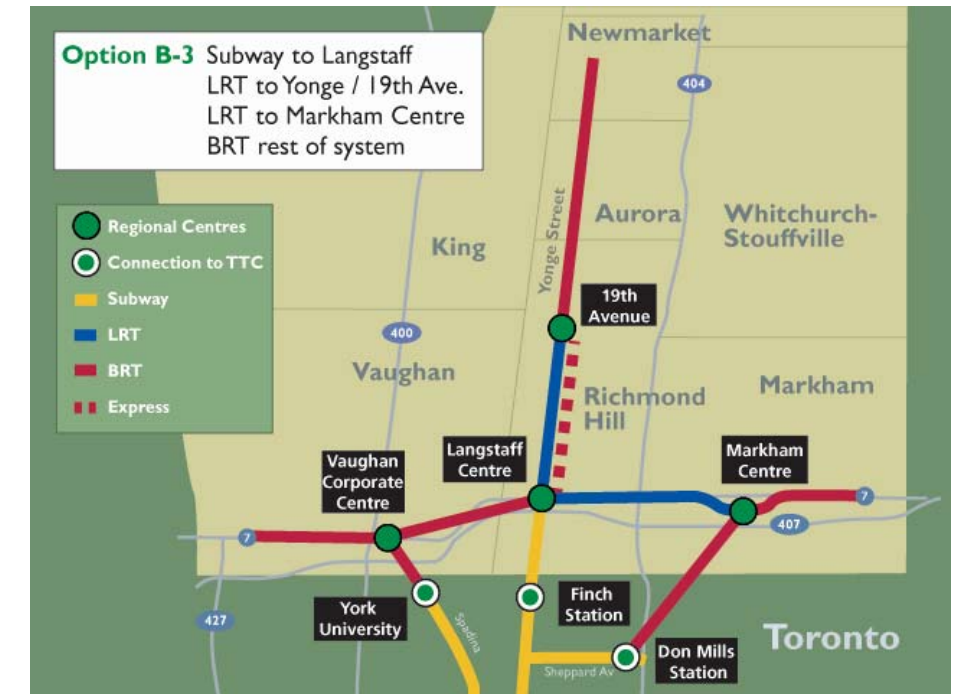 Option B-3 Subway to Langstaff
LRT to Yonge / 19th Ave.
LRT to Markham Centre
BRT rest of system
Regional Centres
Connection to TTC
Subway
LRT
BRT
Express
Newmarket
404
Yonge Street
Aurora
Whitchurch-
Stouffville
King
19th
Avenue
400
Vaughan
Richmond
Hill
Markham
Langstaff
Centre
Markham
Centre
Vaughan
Corporate
Centre
7
7
407
427
York
University
Spadina
Finch
Station
Sheppard Av
Don Mills
Station
Toronto